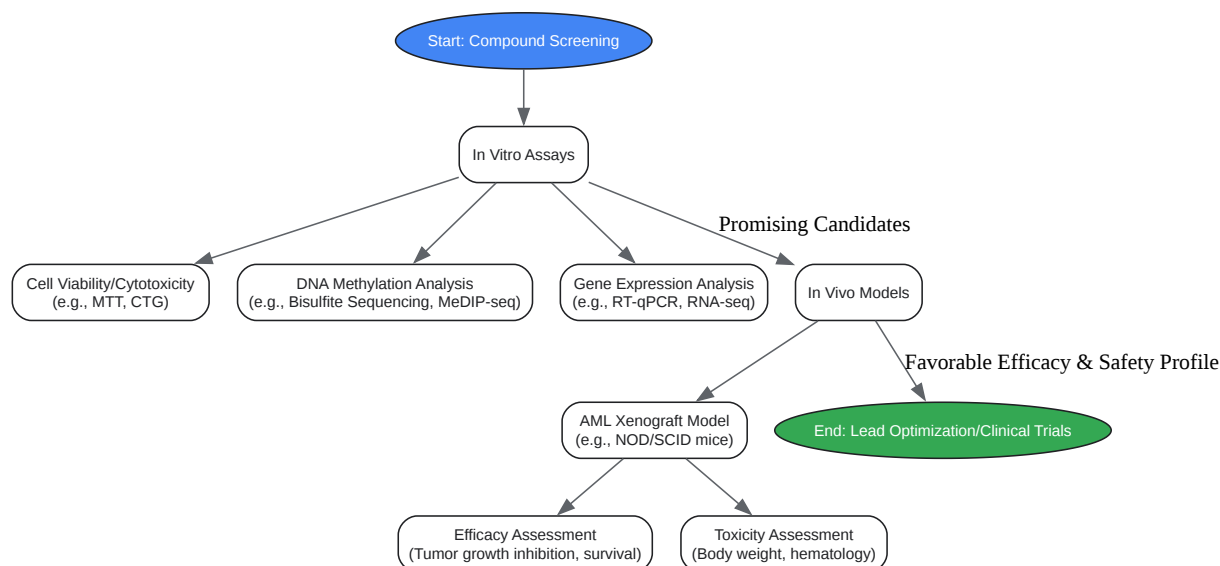 Start: Compound Screening
In Vitro Assays
Promising Candidates
Cell Viability/Cytotoxicity
(e.g., MTT, CTG)
DNA Methylation Analysis
(e.g., Bisulfite Sequencing, MeDIP-seq)
Gene Expression Analysis
(e.g., RT-qPCR, RNA-seq)
In Vivo Models
Favorable Efficacy & Safety Profile
AML Xenograft Model
(e.g., NOD/SCID mice)
End: Lead Optimization/Clinical Trials
Efficacy Assessment
(Tumor growth inhibition, survival)
Toxicity Assessment
(Body weight, hematology)